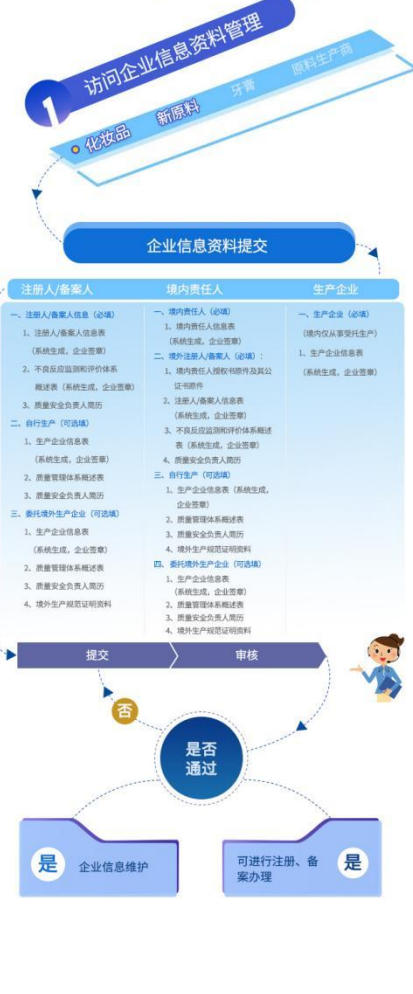 1 访问企业信息资料管理
化妆品 新原料 牙膏 原料生产商
企业信息资料提交
注册人/备案人
一、注册人/备案人信息（必填）
1、注册人/备案人信息表
（系统生成，企业签章）
2、不良反应监测和评价体系
概述表（系统生成，企业签章）
3、质量安全负责人简历
二、自行生产（可选填）
1、生产企业信息表
（系统生成，企业签章）
2、质量管理体系概述表
3、质量安全负责人简历
三、委托境外生产企业（可选填）
1、生产企业信息表
（系统生成，企业签章）
2、质量管理体系概述表
3、质量安全负责人简历
4、境外生产规范证明资料
境内责任人
一、境内责任人（必填）
1、境内责任人信息表
（系统生成，企业签章）
二、境外注册人/备案人（必填）：
1、境内责任人授权书原件及其公
证书原件
2、注册人/备案人信息表
（系统生成，企业签章）
3、不良反应监测和评价体系概述
表（系统生成，企业签章）
4、质量安全负责人简历
三、自行生产（可选填）
1、生产企业信息表（系统生成，
企业签章）
2、质量管理体系概述表
3、质量安全负责人简历
4、境外生产规范证明资料
四、委托境外生产企业（可选填）
1、生产企业信息表
（系统生成，企业签章）
2、质量管理体系概述表
3、质量安全负责人简历
4、境外生产规范证明资料
生产企业
一、生产企业（必填）
（境内仅从事受托生产）
1、生产企业信息表
（系统生成，企业签章）
提交
审核
否
是否
通过
是 企业信息维护
可进行注册、备
案办理
是